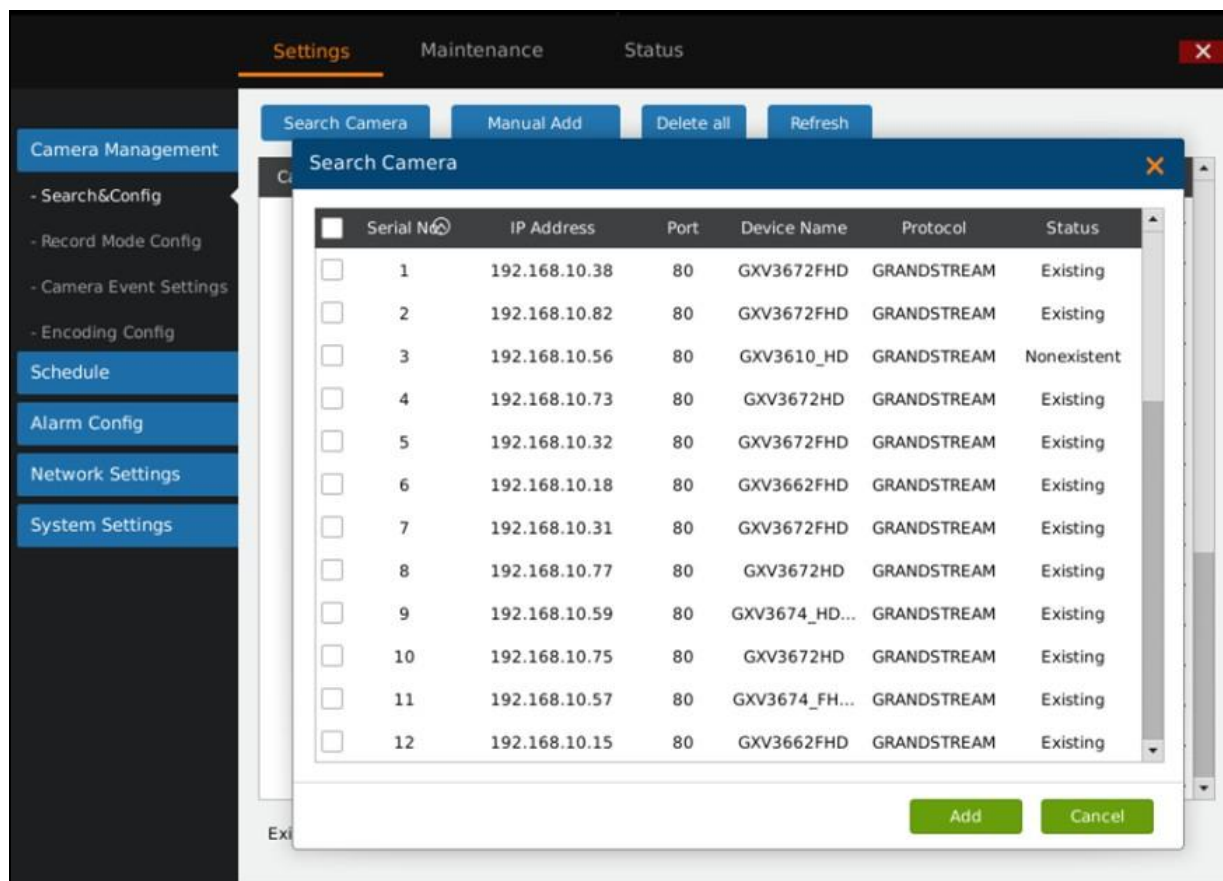 Settings Maintenance Status
Search Camera Manual Add Delete all Refresh
Camera Management
- Search&Config
- Record Mode Config
- Camera Event Settings
- Encoding Config
Schedule
Alarm Config
Network Settings
System Settings
Search Camera
Serial No IP Address Port Device Name Protocol Status
1 192.168.10.38 80 GXV3672FHD GRANDSTREAM Existing
2 192.168.10.82 80 GXV3672FHD GRANDSTREAM Existing
3 192.168.10.56 80 GXV3610_HD GRANDSTREAM Nonexistent
4 192.168.10.73 80 GXV3672HD GRANDSTREAM Existing
5 192.168.10.32 80 GXV3672FHD GRANDSTREAM Existing
6 192.168.10.18 80 GXV3662FHD GRANDSTREAM Existing
7 192.168.10.31 80 GXV3672FHD GRANDSTREAM Existing
8 192.168.10.77 80 GXV3672HD GRANDSTREAM Existing
9 192.168.10.59 80 GXV3674_HD... GRANDSTREAM Existing
10 192.168.10.75 80 GXV3672HD GRANDSTREAM Existing
11 192.168.10.57 80 GXV3674_FH... GRANDSTREAM Existing
12 192.168.10.15 80 GXV3662FHD GRANDSTREAM Existing
Add Cancel